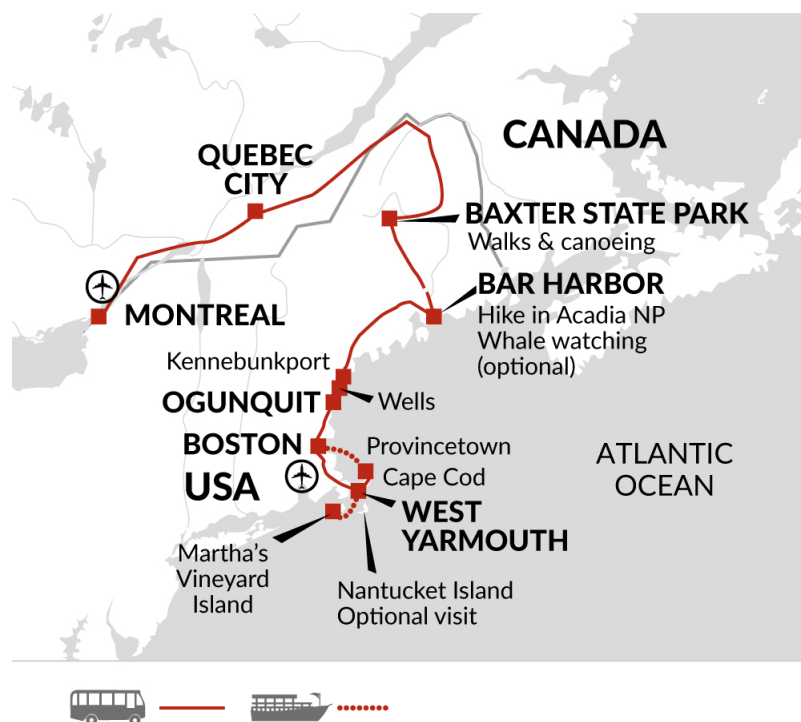 CANADA
QUEBEC
CITY
BAXTER STATE PARK
Walks & canoeing
BAR HARBOR
Hike in Acadia NP
Whale watching
(optional)
MONTREAL
Kennebunkport
OGUNQUIT
Wells
BOSTON
Provincetown
USA
Cape Cod
ATLANTIC
OCEAN
WEST
YARMOUTH
Martha's
Vineyard
Island
Nantucket Island
Optional visit